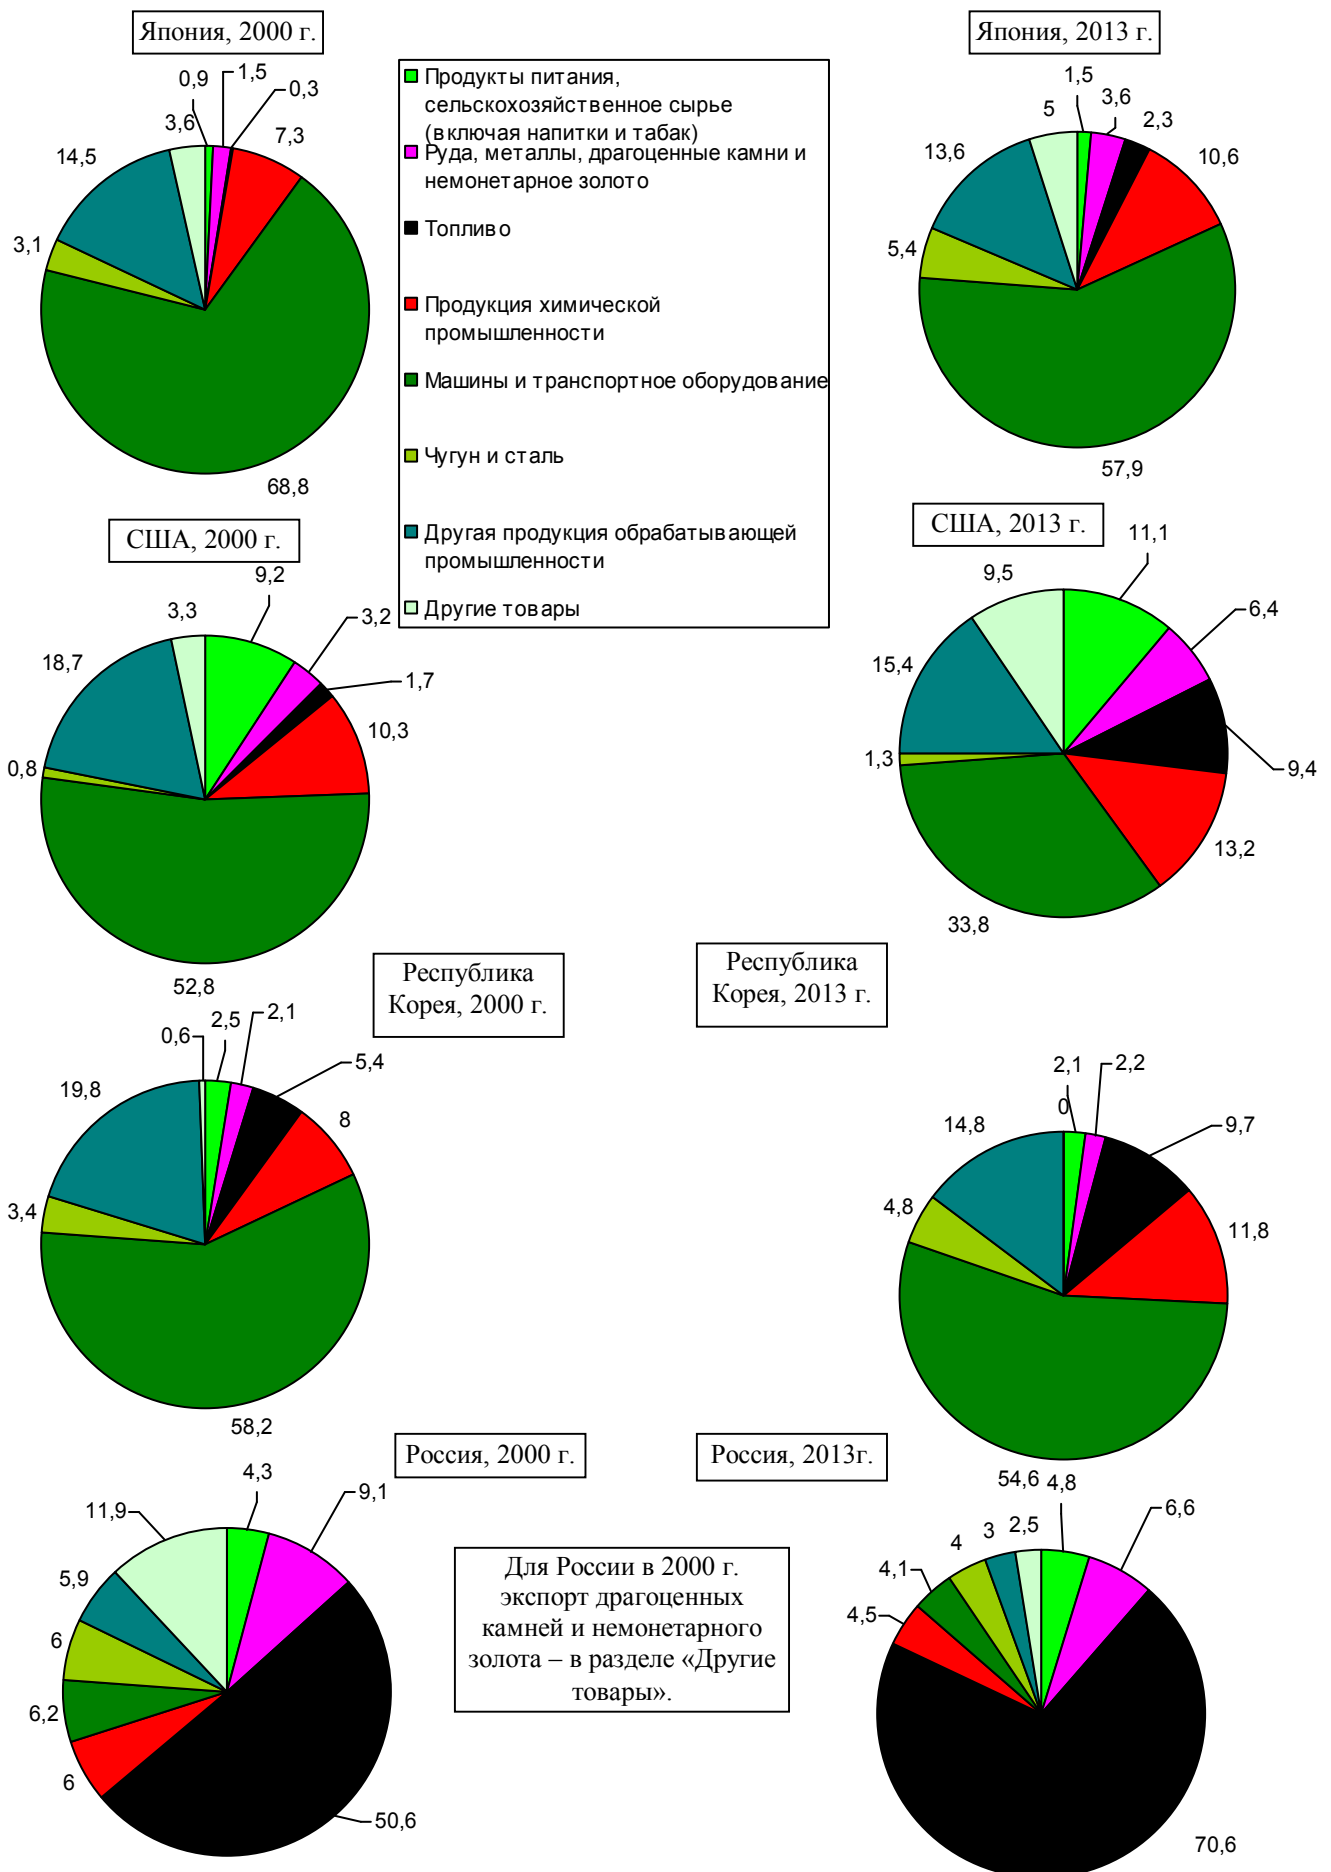 Япония, 2000 г.
0,9
1,5
0,3
3,6
7,3
14,5
3,1
68,8
Продукты питания,
сельскохозяйственное сырье
(включая напитки и табак)
Руда, металлы, драгоценные камни и
немонетарное золото
Топливо
Продукция химической
промышленности
Машины и транспортное оборудование
Чугун и сталь
Другая продукция обрабатывающей
промышленности
Другие товары
Япония, 2013 г.
1,5
3,6
2,3
5
10,6
13,6
5,4
57,9
США, 2000 г.
9,2
3,3
3,2
18,7
1,7
10,3
0,8
52,8
США, 2013 г.
11,1
9,5
6,4
15,4
1,3
9,4
13,2
33,8
Республика
Корея, 2000 г.
0,6
2,5
2,1
5,4
19,8
8
3,4
58,2
Республика
Корея, 2013 г.
2,1
2,2
0
9,7
14,8
4,8
11,8
54,6
Россия, 2000 г.
4,3
9,1
11,9
5,9
6
6,2
6
50,6
Россия, 2013г.
4,8
6,6
2,5
3
4
4,1
4,5
70,6
Для России в 2000 г.
экспорт драгоценных
камней и немонетарного
золота – в разделе «Другие
товары».